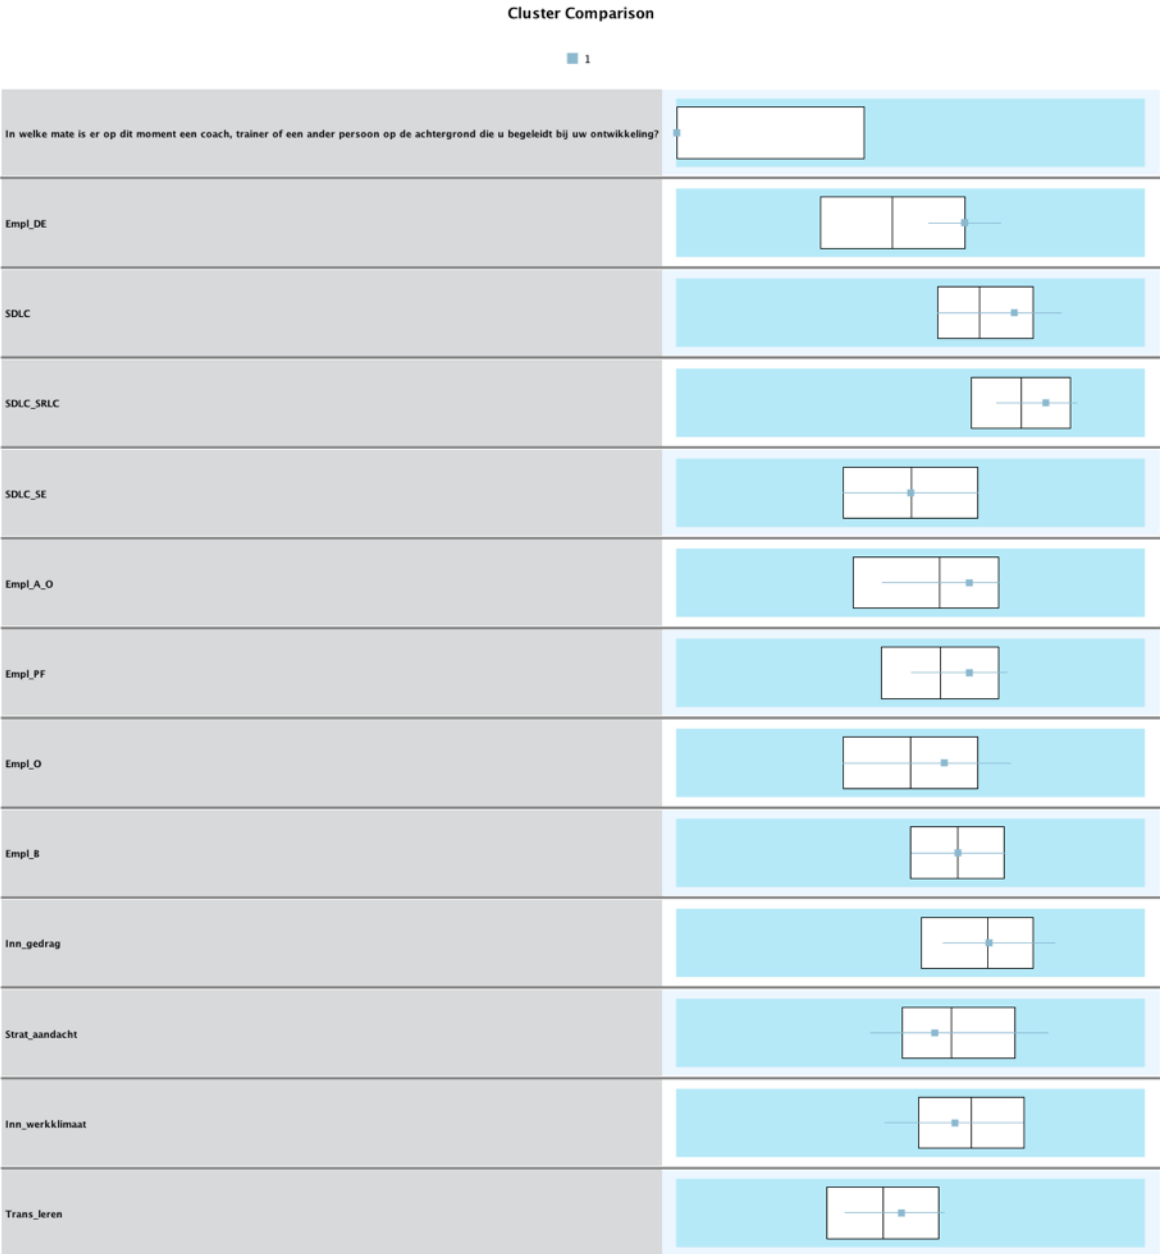 Cluster Comparison
1
In welke mate is er op dit moment een coach, trainer of een ander persoon op de achtergrond die u begeleidt bij uw ontwikkeling?
Empl_DE
SDLC
SDLC_SRLC
SDLC_SE
Empl_A_O
Empl_PF
Empl_O
Empl_B
Inn_gedrag
Strat_aandacht
Inn_werkklimaat
Trans_leren